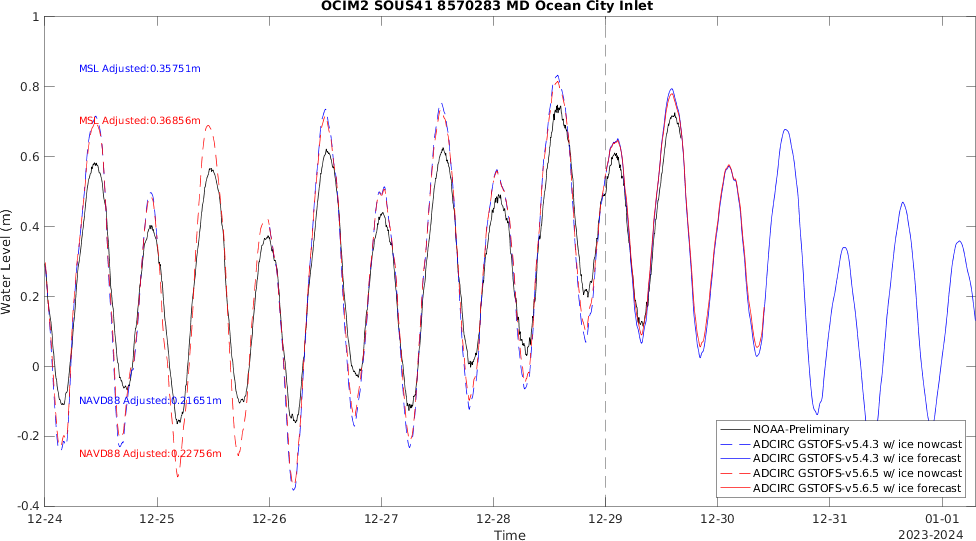 OCIM2 SOUS41 8570283 MD Ocean City Inlet
1
0.8
0.6
0.4
0.2
0
-0.2
-0.4
Water Level (m)
MSL Adjusted:0.35751m
MSL Adjusted:0.36856m
NAVD88 Adjusted:0.21651m
NAVD88 Adjusted:0.22756m
NOAA-Preliminary
ADCIRC GSTOFS-v5.4.3 w/ ice nowcast
ADCIRC GSTOFS-v5.4.3 w/ ice forecast
ADCIRC GSTOFS-v5.6.5 w/ ice nowcast
ADCIRC GSTOFS-v5.6.5 w/ ice forecast
12-24 12-25 12-26 12-27 12-28 12-29 12-30 12-31 01-01
Time
2023-2024